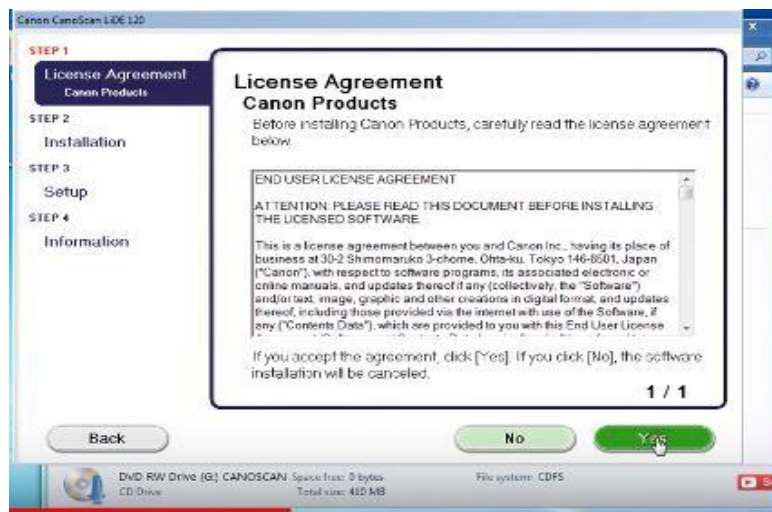 Canon CanoScan LiDE 120
STEP 1
License Agreement
Canon Products
STEP 2
Installation
STEP 3
Setup
STEP 4
Information
License Agreement
Canon Products
Before installing Canon Products, carefully read the license agreement
below.
END USER LICENSE AGREEMENT
ATTENTION: PLEASE READ THIS DOCUMENT BEFORE INSTALLING
THE LICENSED SOFTWARE.
This is a license agreement between you and Canon Inc., having its place of
business at 30-2 Shimomaruko 3-chome, Ohta-ku, Tokyo 146-8501, Japan
("Canon"), with respect to software programs, its associated electronic or
online manuals, and updates thereof if any (collectively, the "Software")
and/or text, image, graphic and other creations in digital format, and updates
thereof, including those provided via the internet with use of the Software, if
any ("Contents Data"), which are provided to you with this End User License
If you accept the agreement, click [Yes]. If you click [No], the software
installation will be canceled.
1 / 1
Back
No
Yes
DVD RW Drive (G:) CANOSCAN Space free: 0 bytes File system: CDFS
CD Drive Total size: 410 MB